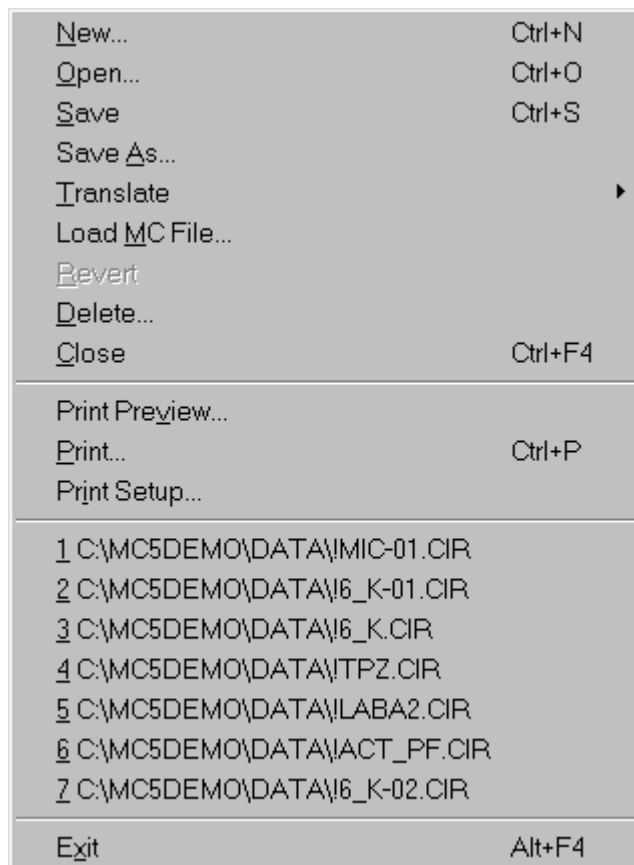 New... Ctrl+N
Open... Ctrl+O
Save Ctrl+S
Save As...
Translate
Load MC File...
Revert
Delete...
Close Ctrl+F4
Print Preview...
Print... Ctrl+P
Print Setup...
1 C:\MC5DEMO\DATA\!MIC-01.CIR
2 C:\MC5DEMO\DATA\!6_K-01.CIR
3 C:\MC5DEMO\DATA\!6_K.CIR
4 C:\MC5DEMO\DATA\!TPZ.CIR
5 C:\MC5DEMO\DATA\!LABA2.CIR
6 C:\MC5DEMO\DATA\!ACT_PF.CIR
7 C:\MC5DEMO\DATA\!6_K-02.CIR
Exit Alt+F4